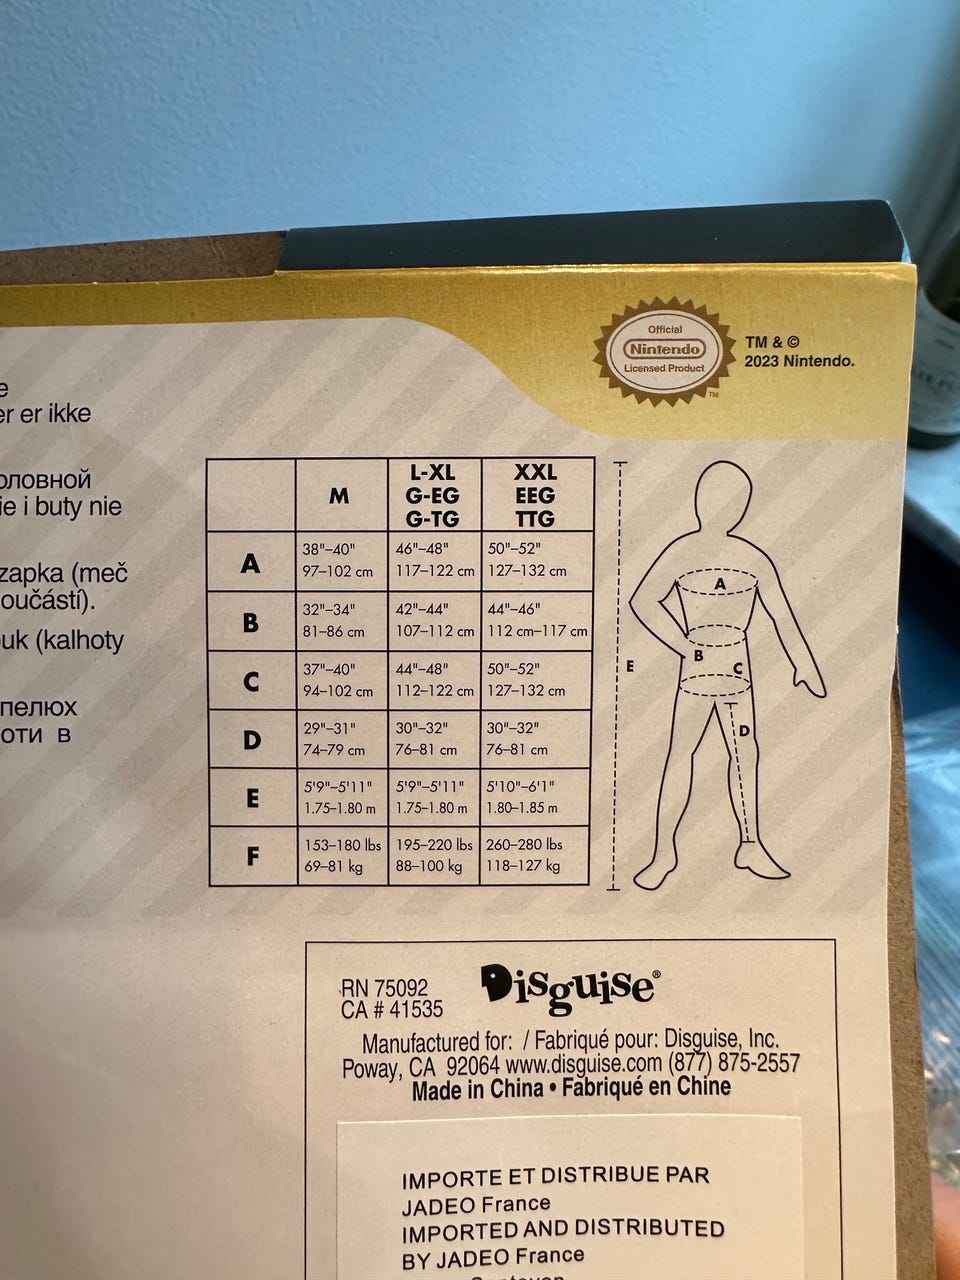 Official
Nintendo
Licensed Product
TM
TM & ©
2023 Nintendo.
e
er er ikke
оловной
ie i buty nie
zapka (meč
oučástí).
ouk (kalhoty
пелюх
оти в
M
L-XL
G-EG
G-TG
XXL
EEG
TTG
A
38"–40"
97–102 cm
46"–48"
117–122 cm
50"–52"
127–132 cm
B
32"–34"
81–86 cm
42"–44"
107–112 cm
44"–46"
112 cm–117 cm
C
37"–40"
94–102 cm
44"–48"
112–122 cm
50"–52"
127–132 cm
D
29"–31"
74–79 cm
30"–32"
76–81 cm
30"–32"
76–81 cm
E
5'9"–5'11"
1.75–1.80 m
5'9"–5'11"
1.75–1.80 m
5'10"–6'1"
1.80–1.85 m
F
153–180 lbs
69–81 kg
195–220 lbs
88–100 kg
260–280 lbs
118–127 kg
A
B
C
E
D
RN 75092
CA # 41535
Disguise®
Manufactured for: / Fabriqué pour: Disguise, Inc.
Poway, CA 92064 www.disguise.com (877) 875-2557
Made in China • Fabriqué en Chine
IMPORTE ET DISTRIBUE PAR
JADEO France
IMPORTED AND DISTRIBUTED
BY JADEO France